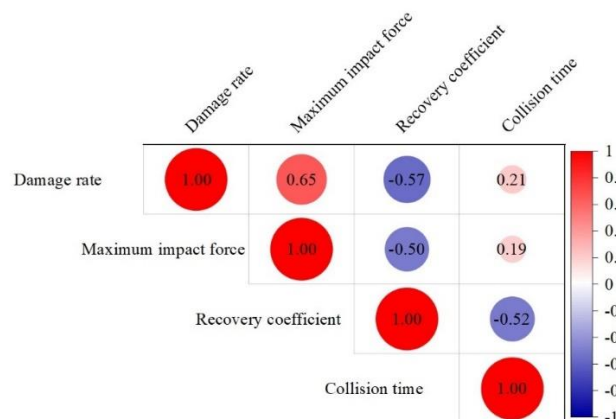 Damage rate
Maximum impact force
Recovery coefficient
Collision time
Damage rate 1.00 0.65 -0.57 0.21 1
Maximum impact force 1.00 -0.50 0.19
Recovery coefficient 1.00 -0.52
Collision time 1.00
0